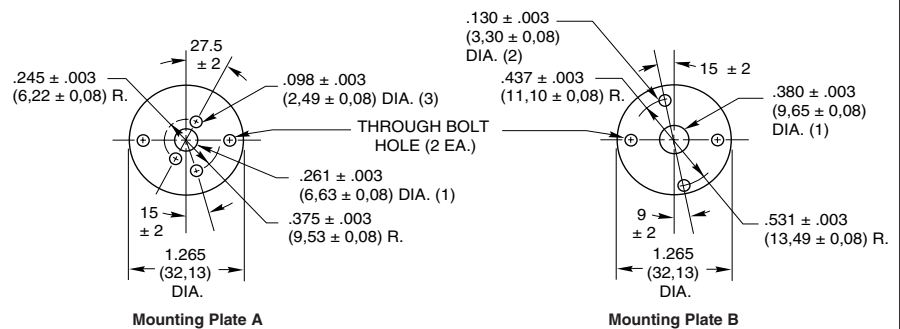 27.5
± 2
.245 ± .003
(6,22 ± 0,08) R.
.098 ± .003
(2,49 ± 0,08) DIA. (3)
THROUGH BOLT
HOLE (2 EA.)
.261 ± .003
(6,63 ± 0,08) DIA. (1)
.375 ± .003
(9,53 ± 0,08) R.
15
± 2
1.265
(32,13)
DIA.
Mounting Plate A
.130 ± .003
(3,30 ± 0,08)
DIA. (2)
15 ± 2
.437 ± .003
(11,10 ± 0,08) R.
.380 ± .003
(9,65 ± 0,08)
DIA. (1)
9
± 2
.531 ± .003
(13,49 ± 0,08) R.
1.265
(32,13)
DIA.
Mounting Plate B